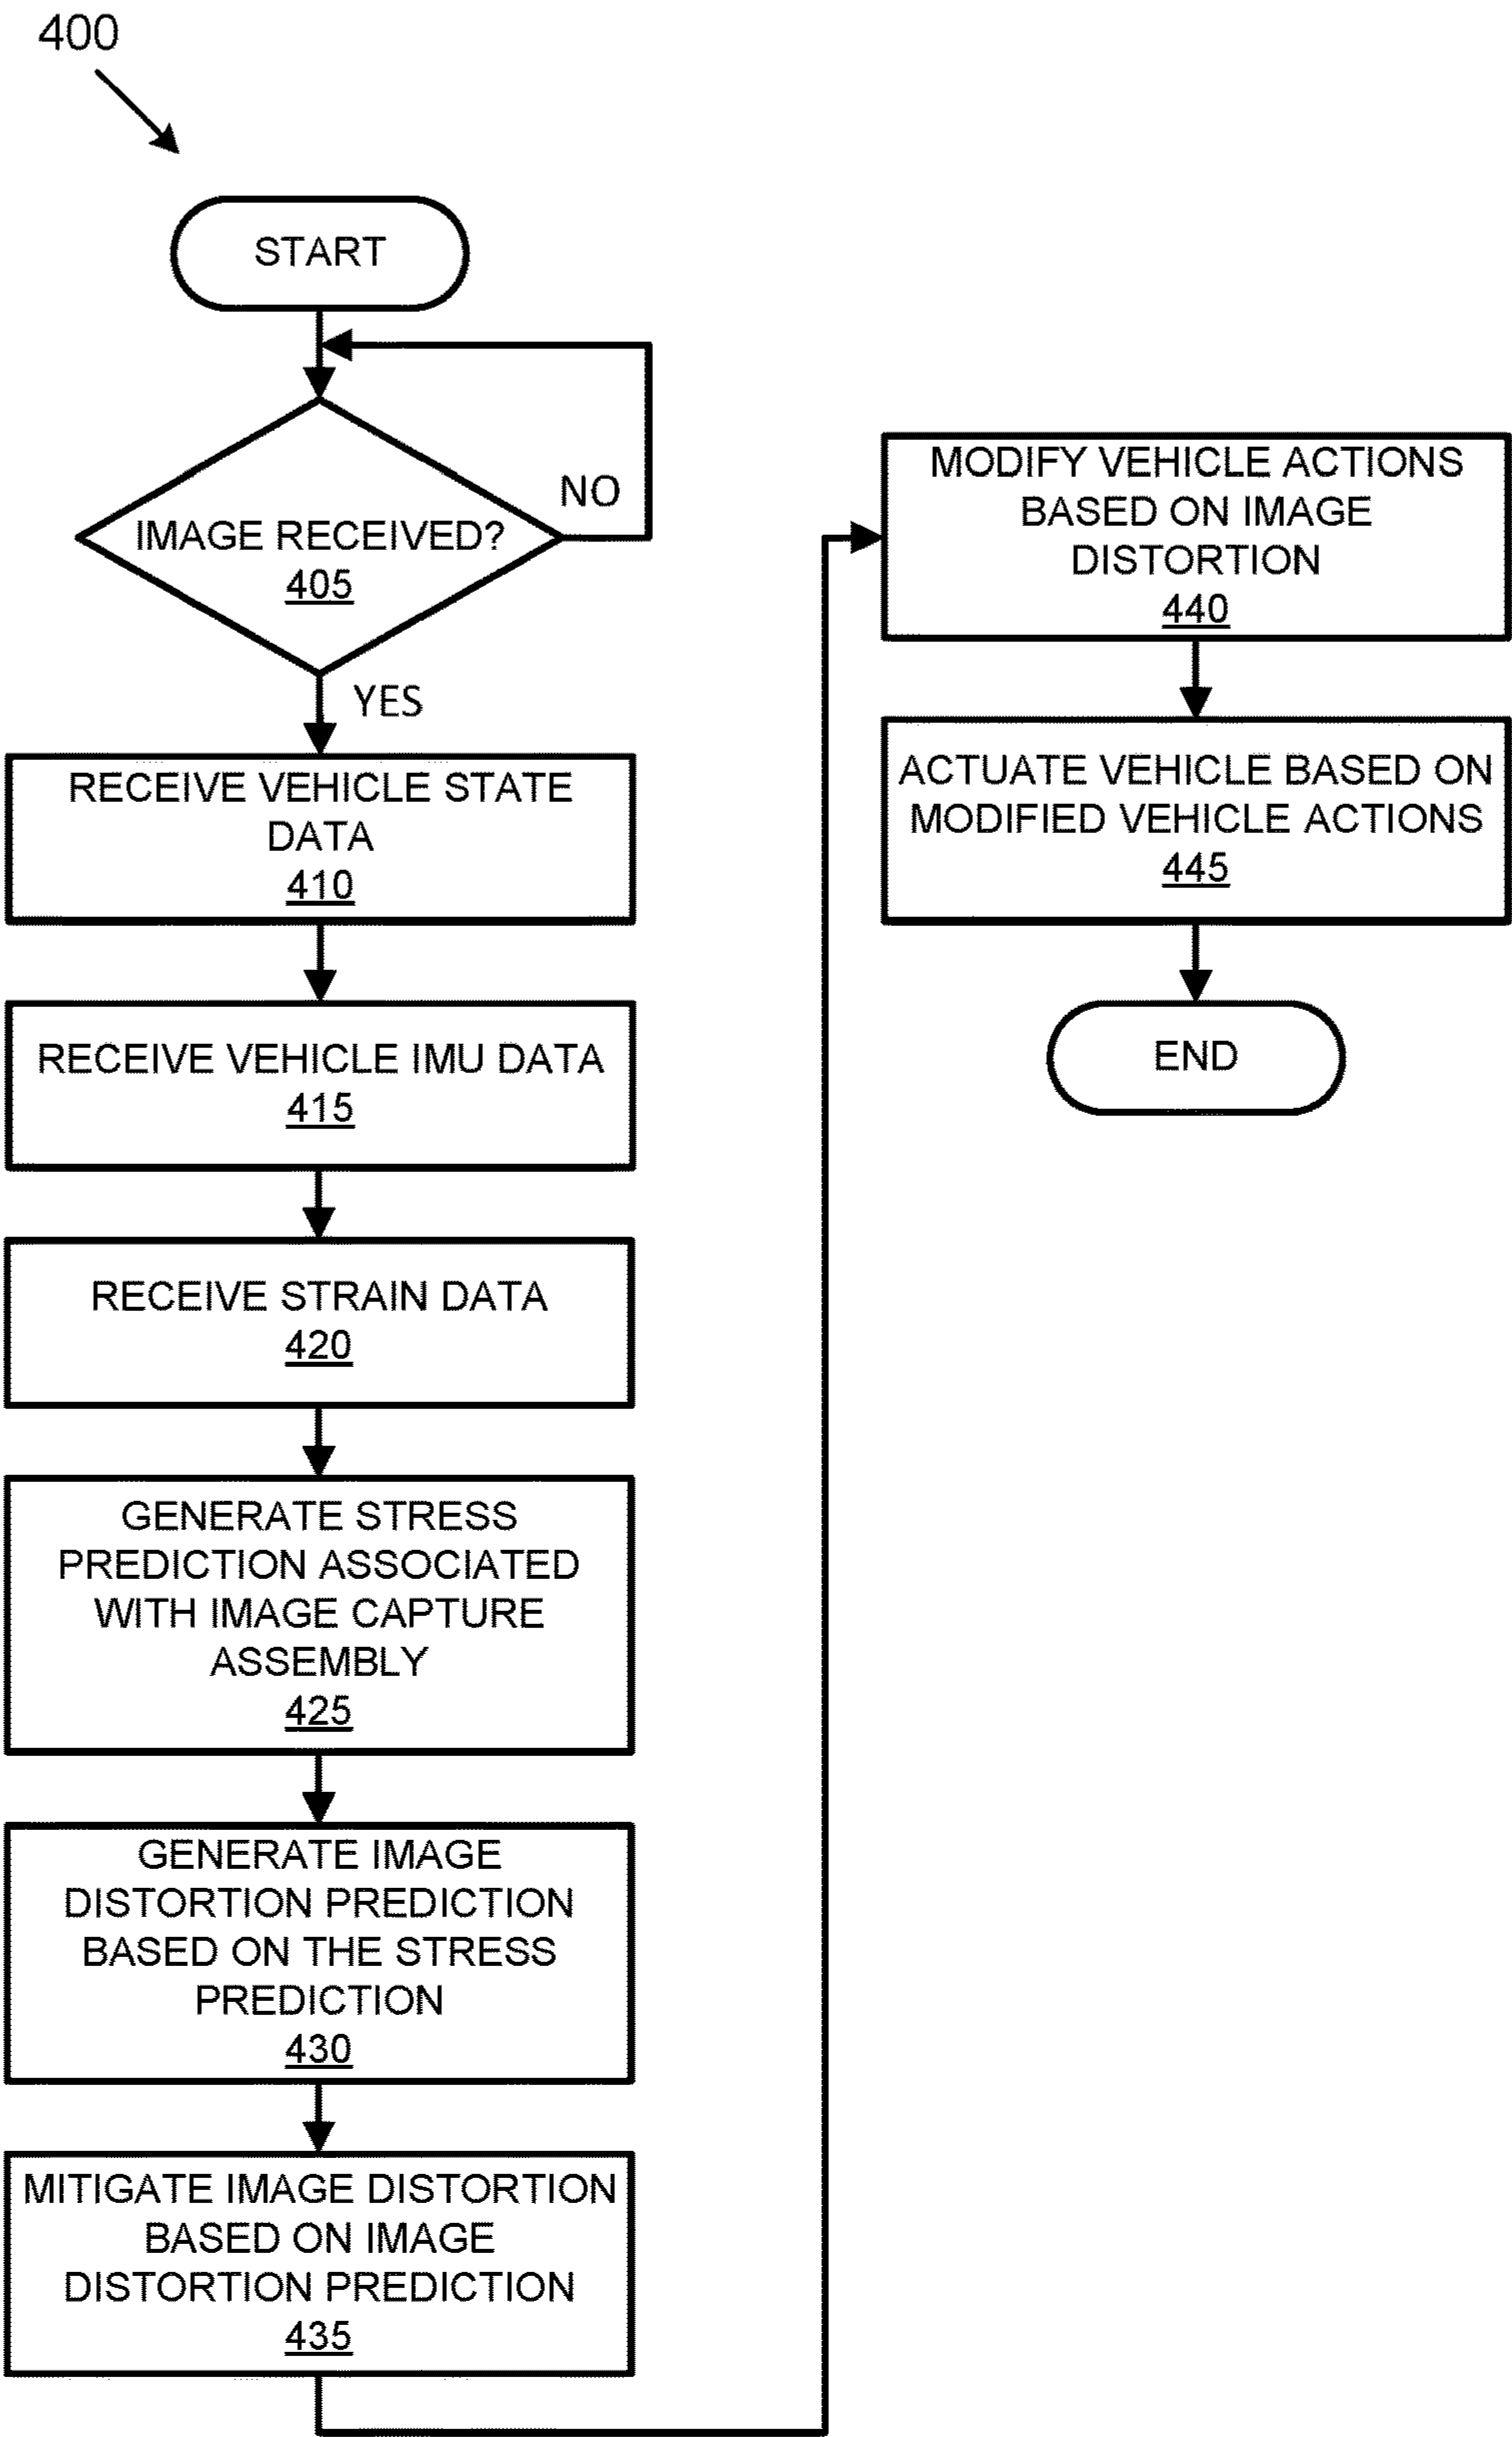 400
START
IMAGE RECEIVED?
405
NO
YES
RECEIVE VEHICLE STATE
DATA
410
RECEIVE VEHICLE IMU DATA
415
RECEIVE STRAIN DATA
420
GENERATE STRESS
PREDICTION ASSOCIATED
WITH IMAGE CAPTURE
ASSEMBLY
425
GENERATE IMAGE
DISTORTION PREDICTION
BASED ON THE STRESS
PREDICTION
430
MITIGATE IMAGE DISTORTION
BASED ON IMAGE
DISTORTION PREDICTION
435
MODIFY VEHICLE ACTIONS
BASED ON IMAGE
DISTORTION
440
ACTUATE VEHICLE BASED ON
MODIFIED VEHICLE ACTIONS
445
END